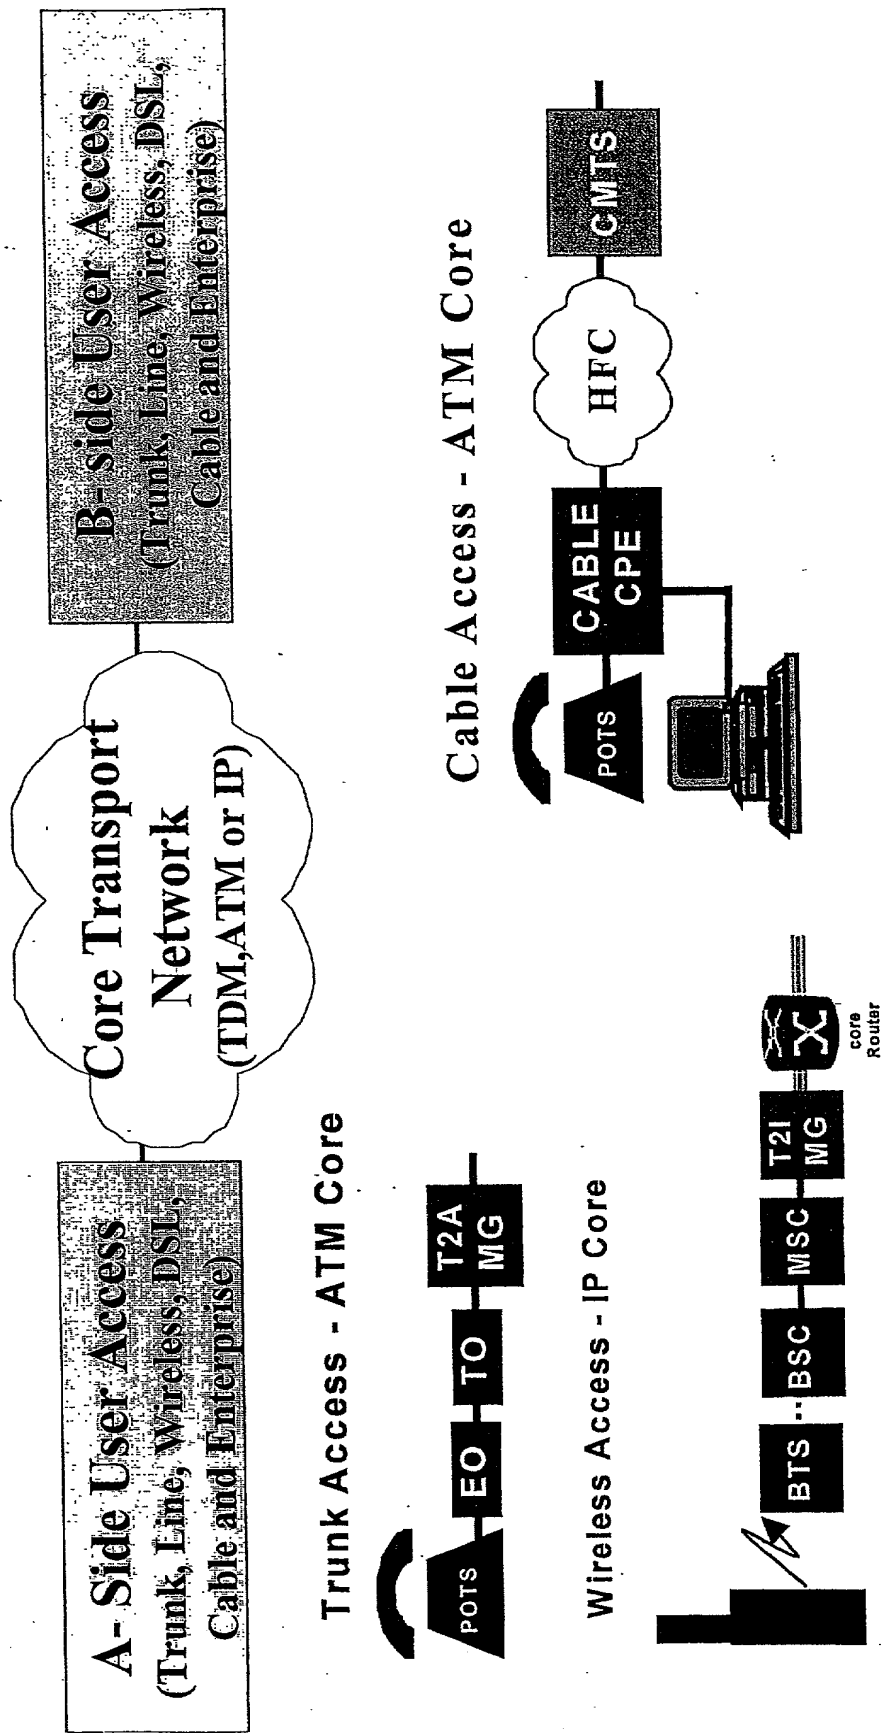 A- Side User Access
(Trunk, Line, Wireless, DSL,
Cable and Enterprise)
Core Transport
Network
(TDM,ATM or IP)
B- side User Access
(Trunk, Line, Wireless, DSL,
Cable and Enterprise)
Trunk Access - ATM Core
POTS
EO
TO
T2A
MG
Cable Access - ATM Core
POTS
CABLE
CPE
HFC
CMTS
Wireless Access - IP Core
BTS
BSC
MSC
T2I
MG
core
Router